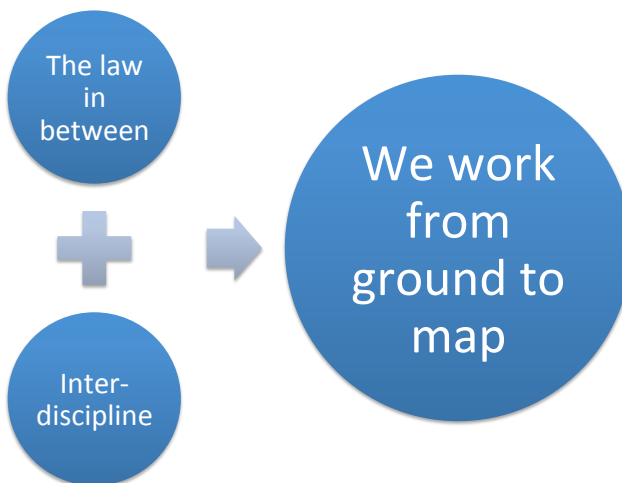 The law
in
between
Inter-
discipline
We work
from
ground to
map